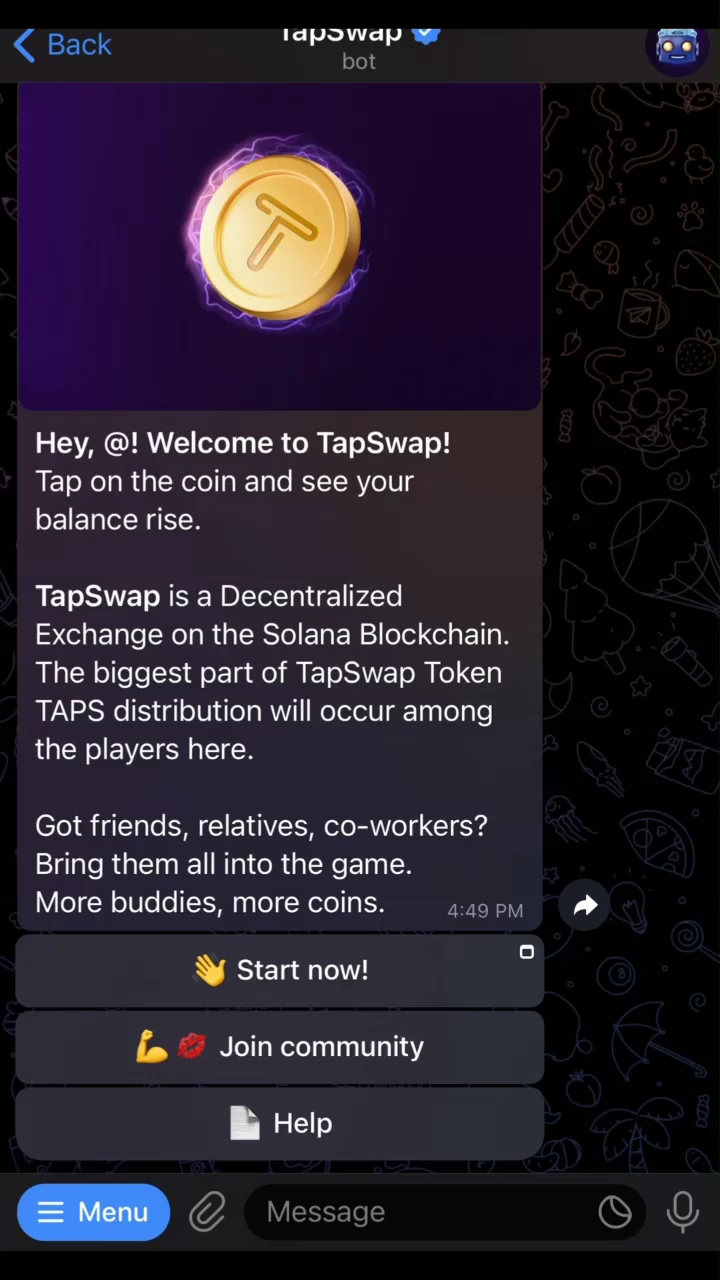 Back
TapSwap
bot
Hey, @! Welcome to TapSwap!
Tap on the coin and see your
balance rise.
TapSwap is a Decentralized
Exchange on the Solana Blockchain.
The biggest part of TapSwap Token
TAPS distribution will occur among
the players here.
Got friends, relatives, co-workers?
Bring them all into the game.
More buddies, more coins.
4:49 PM
👋 Start now!
💪💋 Join community
📄 Help
Menu
Message